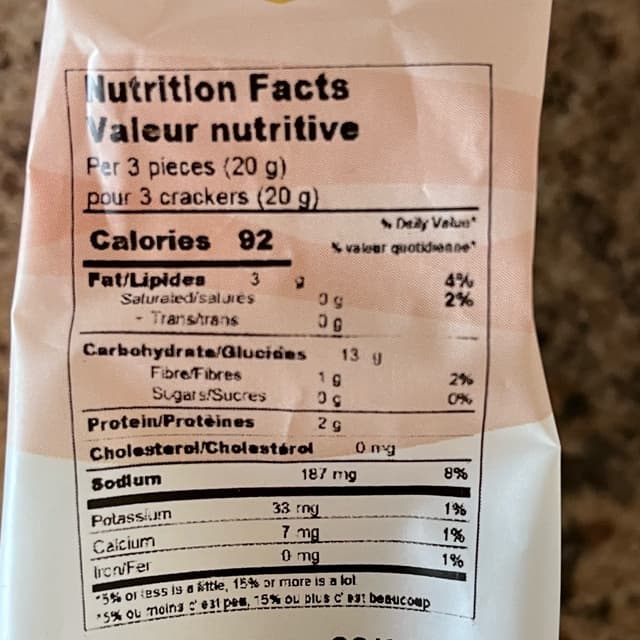 Nutrition Facts
Valeur nutritive
Per 3 pieces (20 g)
pour 3 crackers (20 g)
% Daily Value*
Calories 92 % valeur quotidienne*
Fat/Lipides 3 g 4%
Saturated/saturés 0 g 2%
- Trans/trans 0 g
Carbohydrate/Glucides 13 g
Fibre/Fibres 1 g 2%
Sugars/Sucres 0 g 0%
Protein/Protèines 2 g
Cholesterol/Cholestérol 0 mg
Sodium 187 mg 8%
Potassium 33 mg 1%
Calcium 7 mg 1%
Iron/Fer 0 mg 1%
*5% or less is a little, 15% or more is a lot
*5% ou moins c'est peu, 15% ou plus c'est beaucoup